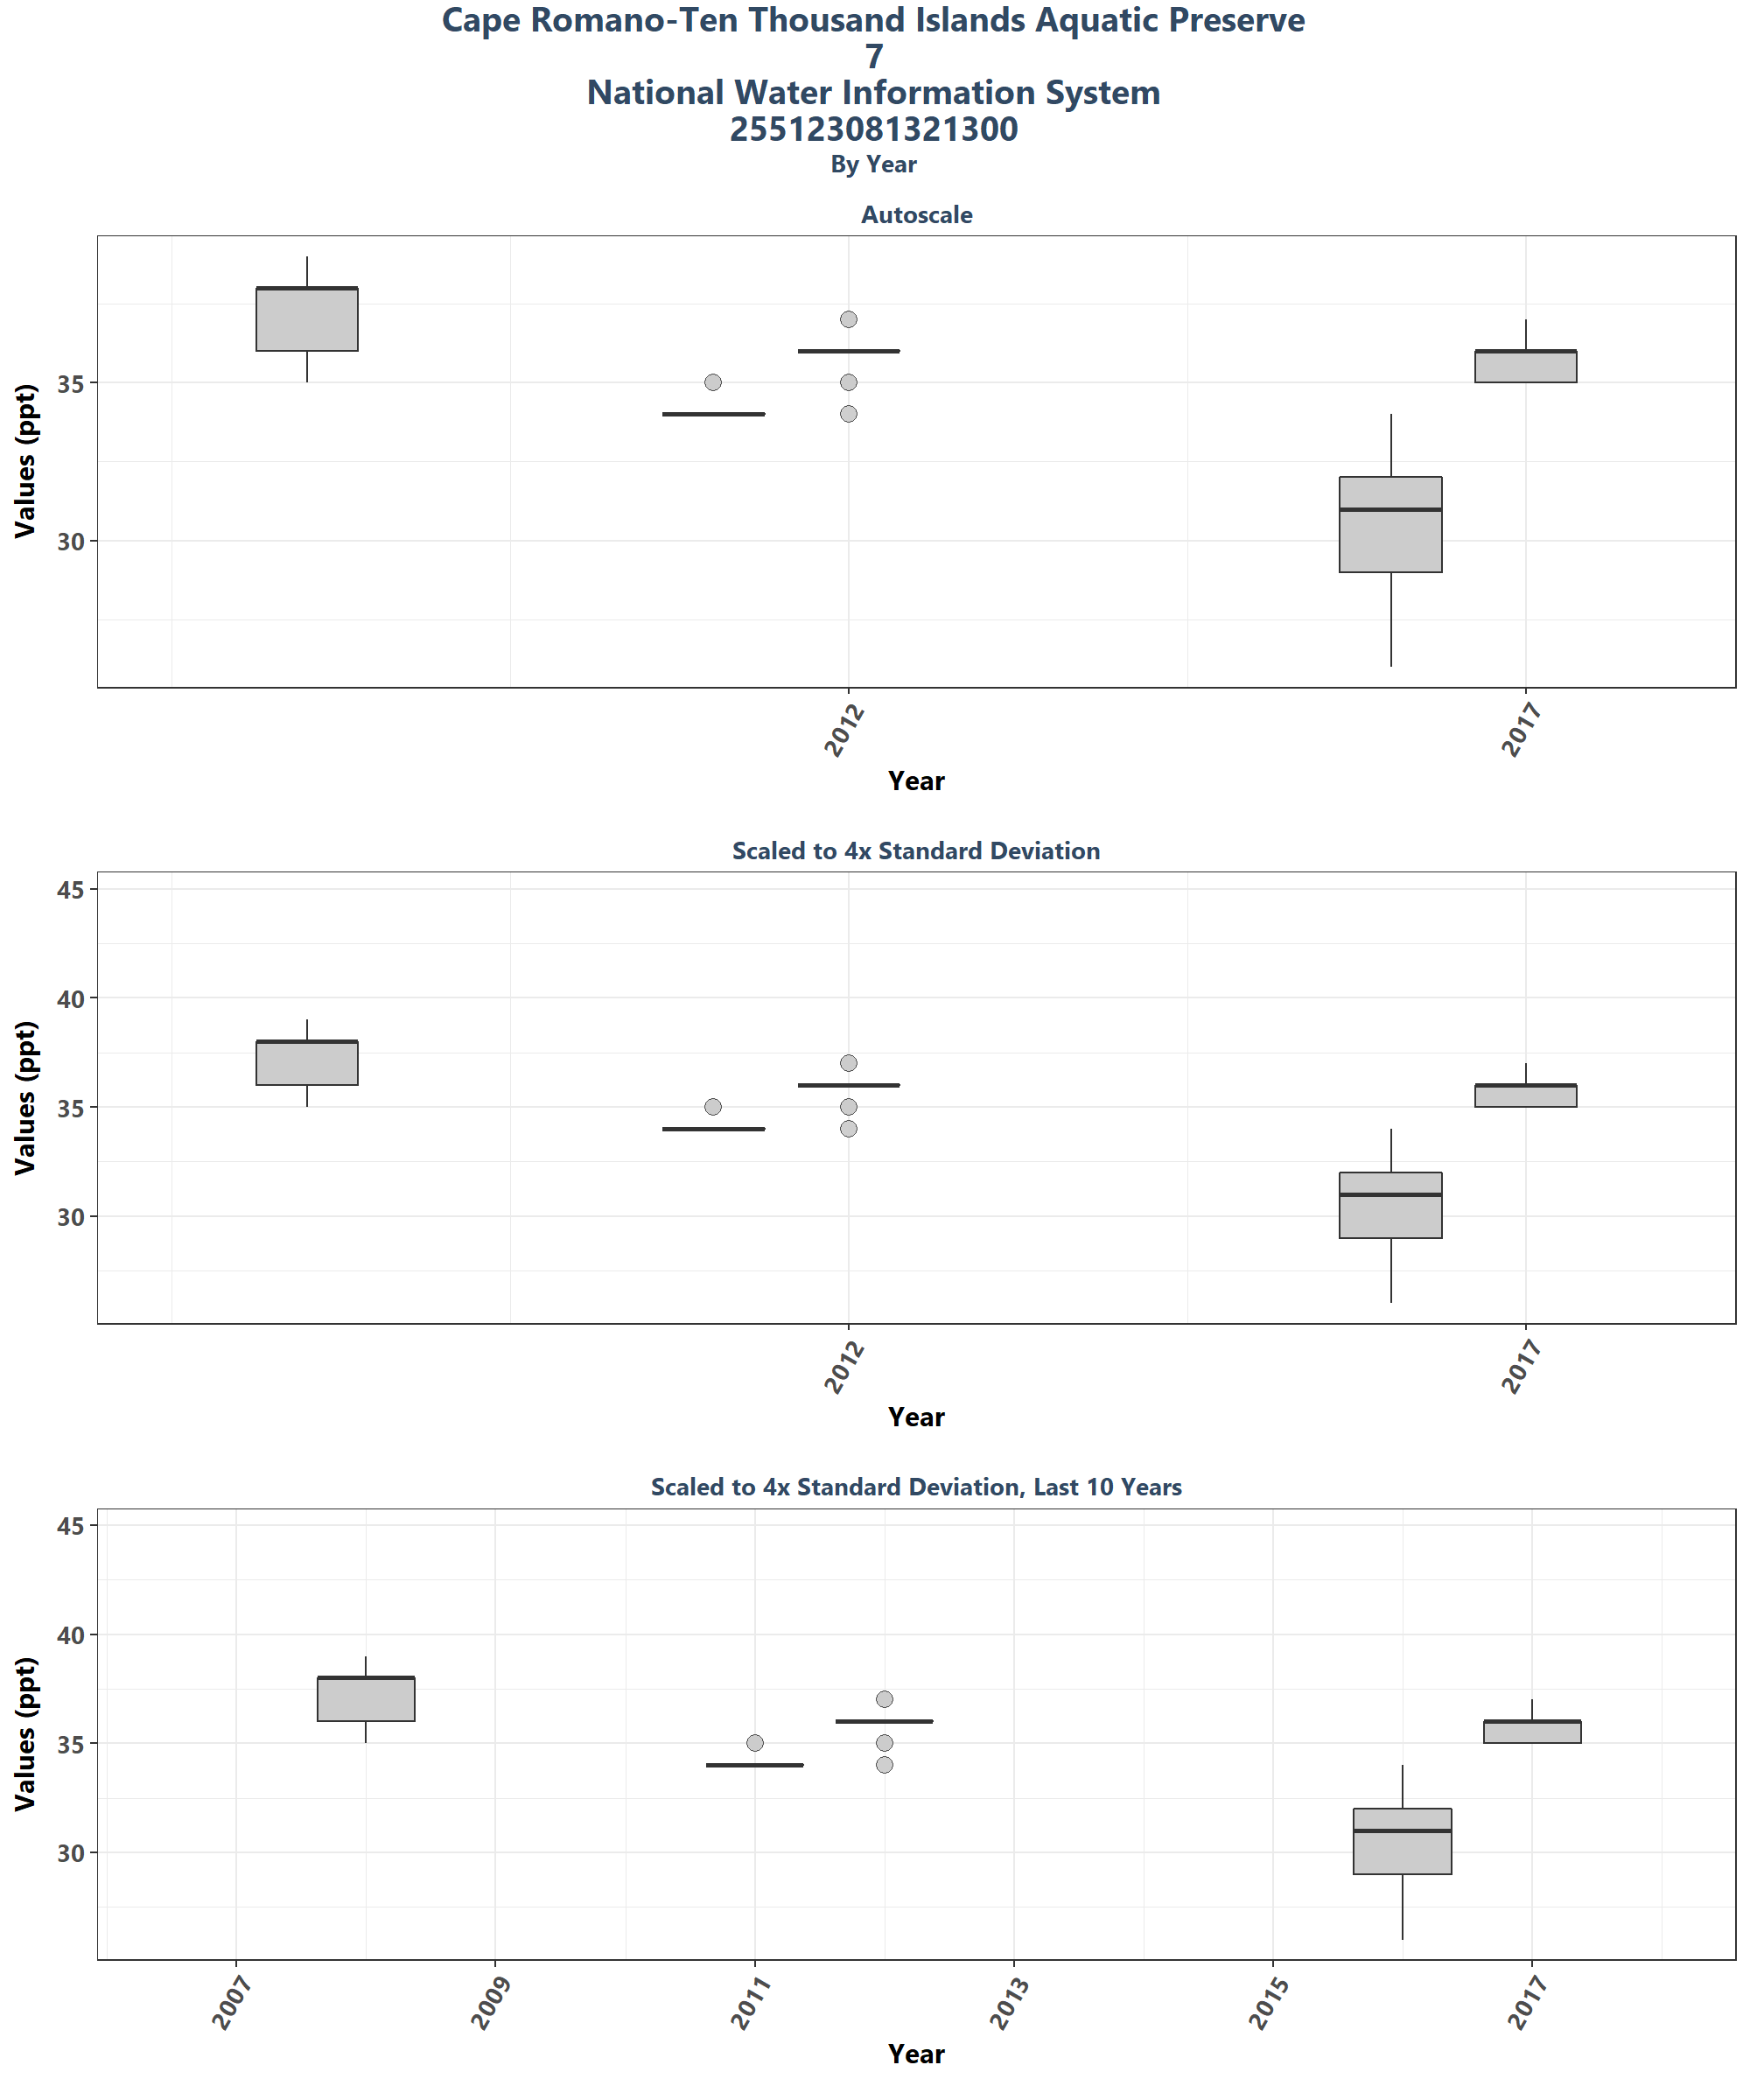 Cape Romano-Ten Thousand Islands Aquatic Preserve
7
National Water Information System
255123081321300
By Year
Autoscale
Values (ppt)
35
30
2012
2017
Year
Scaled to 4x Standard Deviation
Values (ppt)
45
40
35
30
2012
2017
Year
Scaled to 4x Standard Deviation, Last 10 Years
Values (ppt)
45
40
35
30
2007
2009
2011
2013
2015
2017
Year